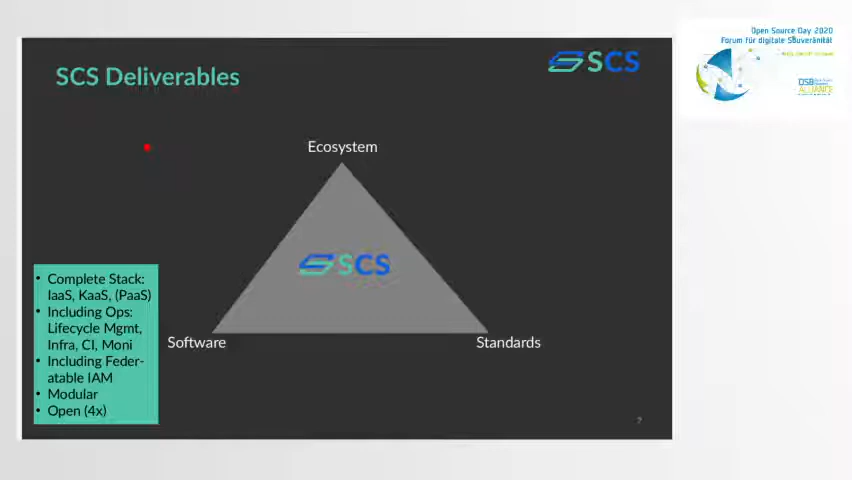 Open Source Day 2020
Forum für digitale Souveränität
SCS
SCS Deliverables
Ecosystem
SCS
• Complete Stack:
IaaS, KaaS, (PaaS)
• Including Ops:
Lifecycle Mgmt,
Infra, CI, Moni
• Including Feder-
atable IAM
• Modular
• Open (4x)
Software
Standards
7
OSB
ALLIANCE